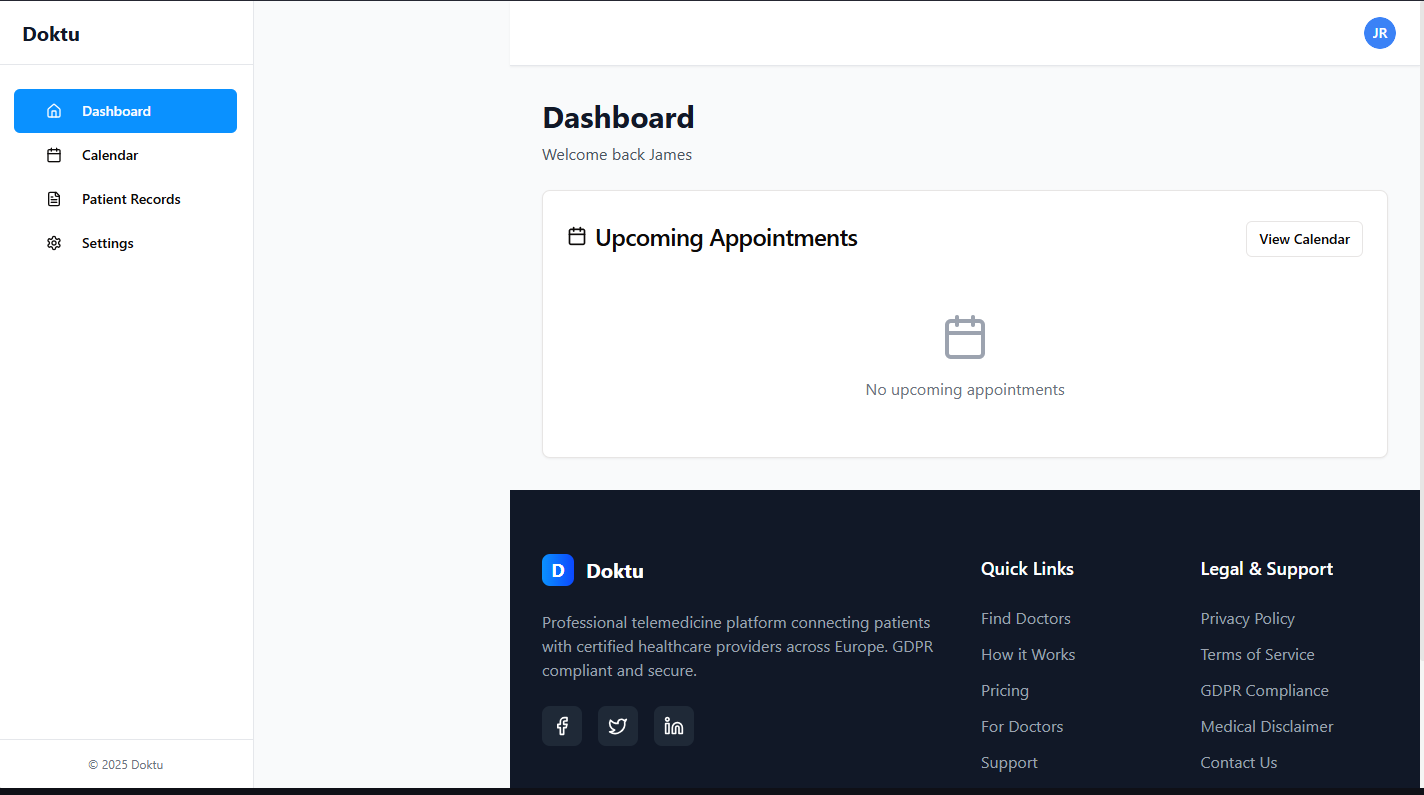 Doktu
Dashboard
Calendar
Patient Records
Settings
© 2025 Doktu
JR
Dashboard
Welcome back James
Upcoming Appointments
View Calendar
No upcoming appointments
D Doktu
Professional telemedicine platform connecting patients
with certified healthcare providers across Europe. GDPR
compliant and secure.
Quick Links
Find Doctors
How it Works
Pricing
For Doctors
Support
Legal & Support
Privacy Policy
Terms of Service
GDPR Compliance
Medical Disclaimer
Contact Us